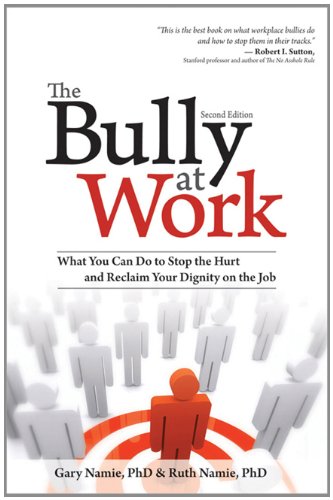 "This is the best book on what workplace bullies do
and how to stop them in their tracks."
— Robert I. Sutton,
Stanford professor and author of The No Asshole Rule
The
Second Edition
Bully
at
Work
What You Can Do to Stop the Hurt
and Reclaim Your Dignity on the Job
Gary Namie, PhD & Ruth Namie, PhD